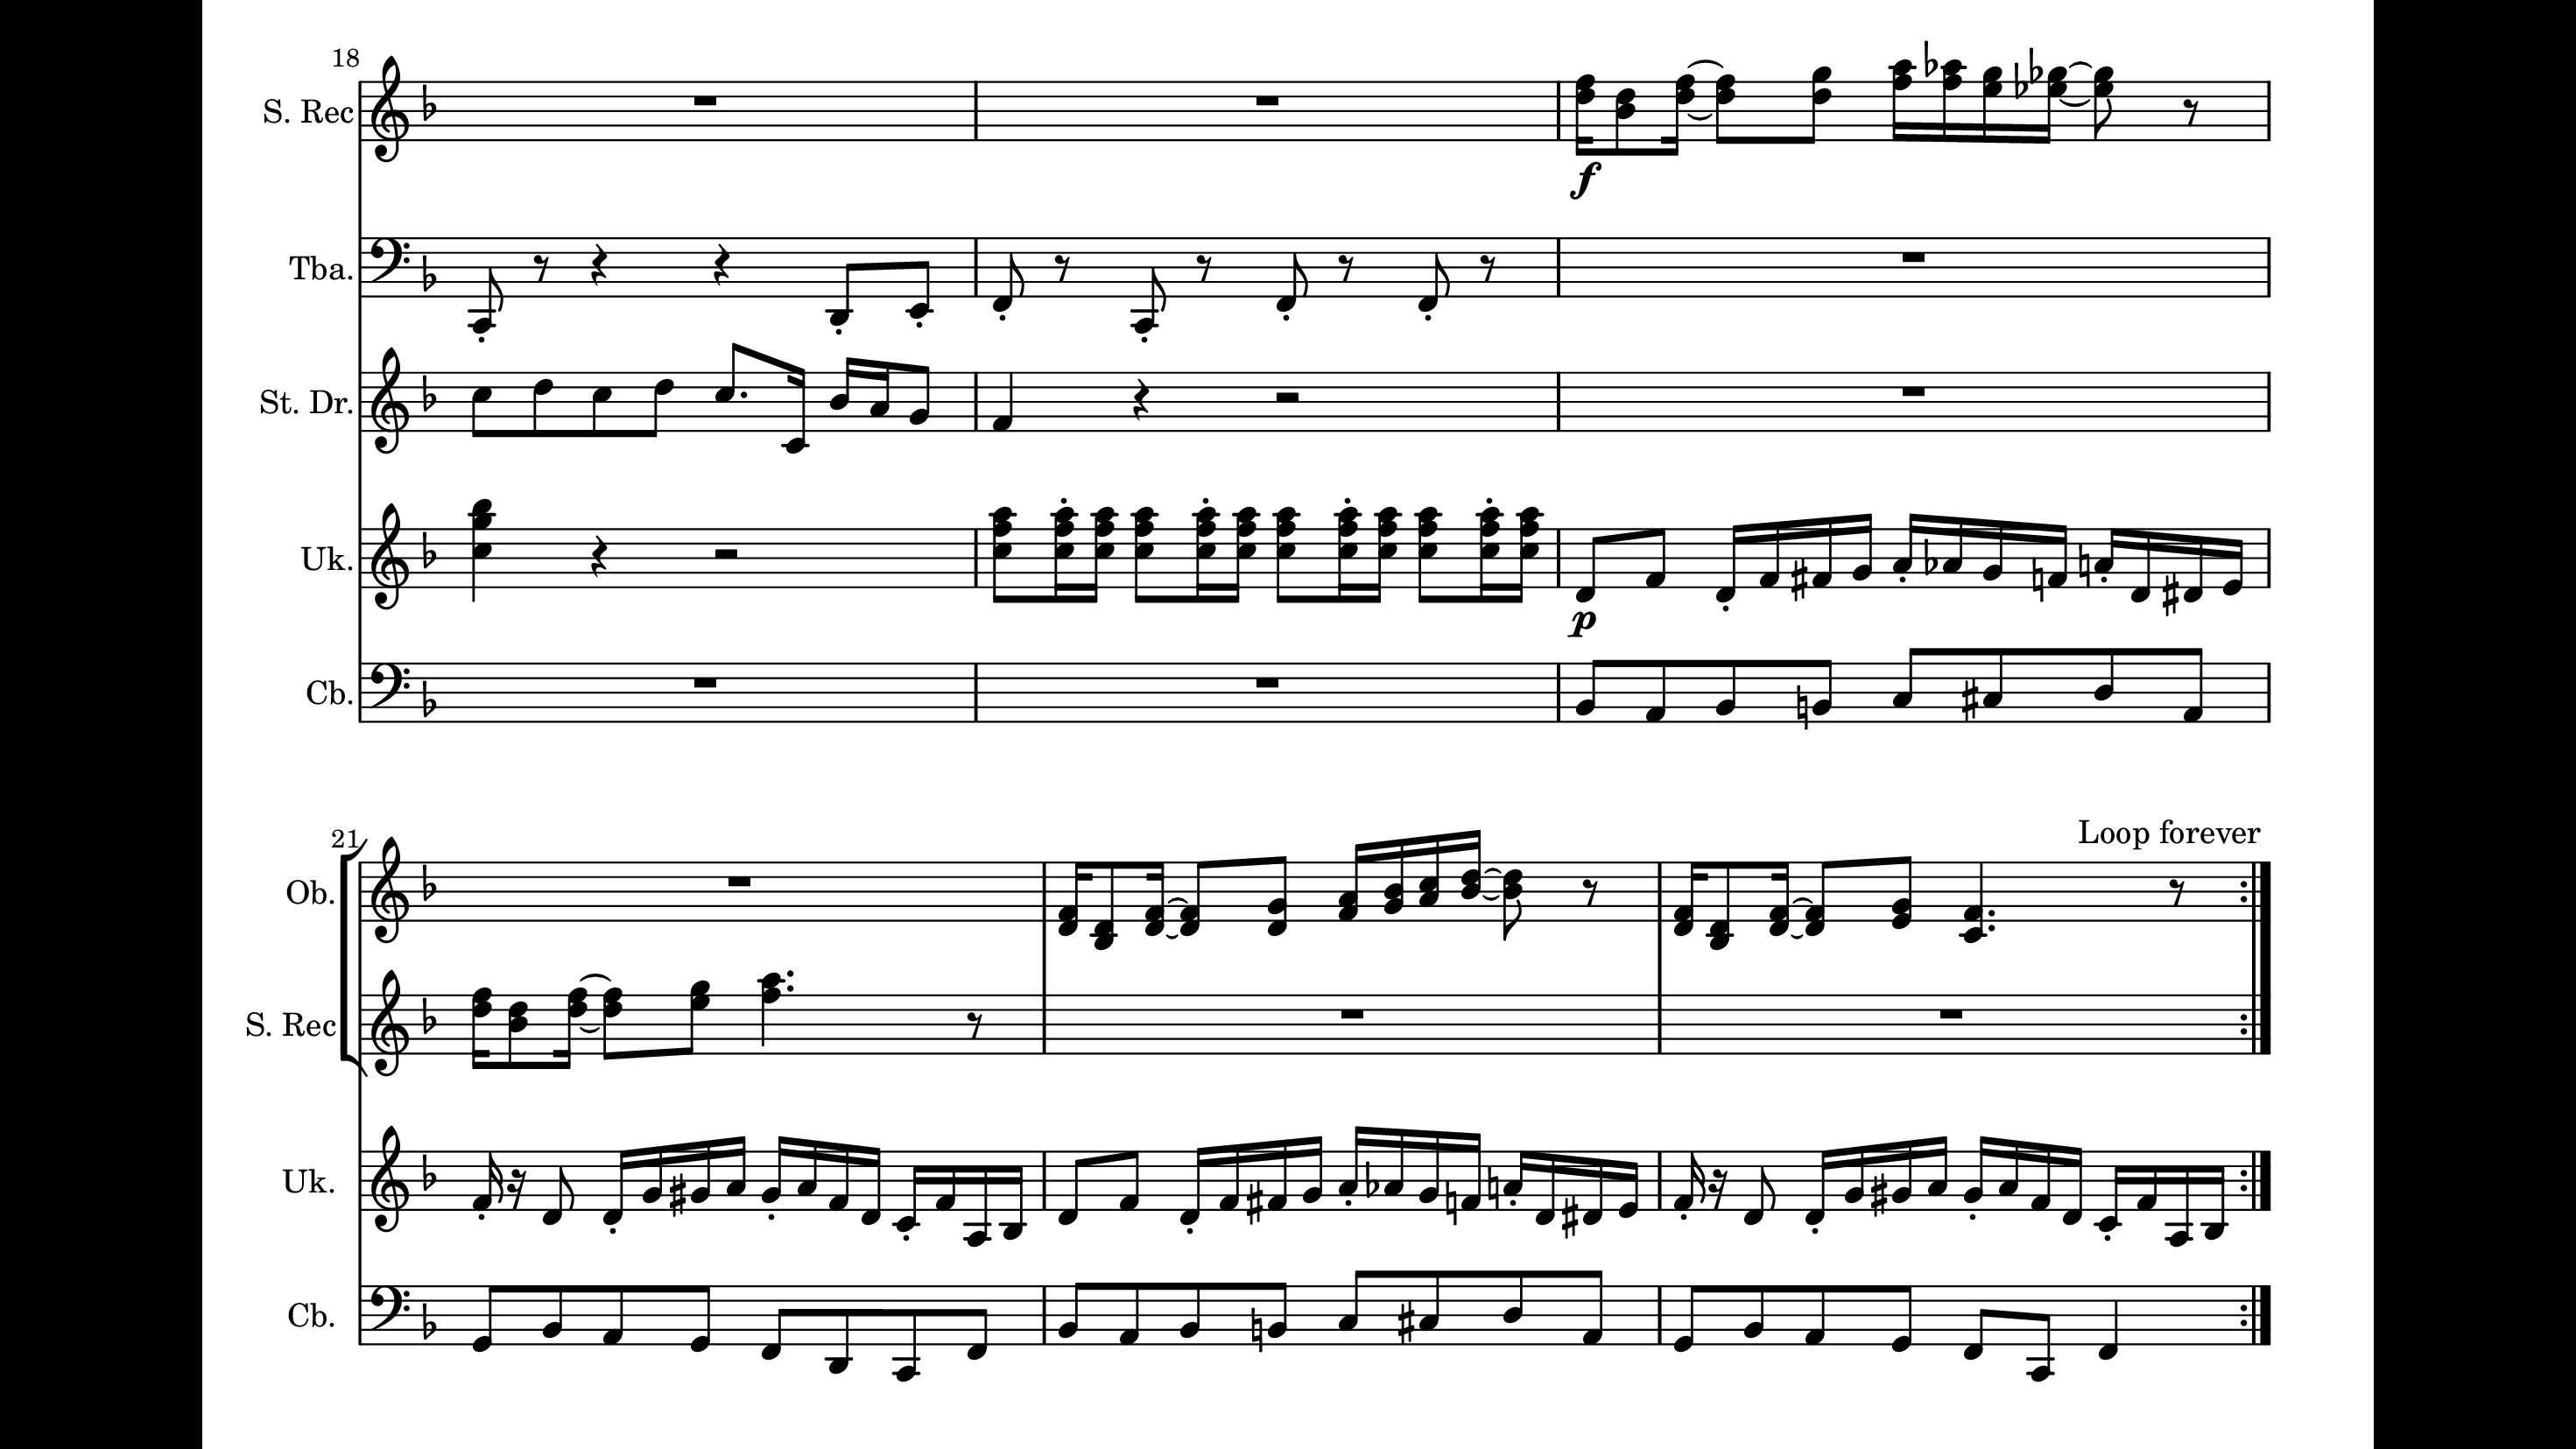 18
S. Rec
f
Tba.
St. Dr.
Uk.
p
Cb.
21
Loop forever
Ob.
S. Rec
Uk.
Cb.